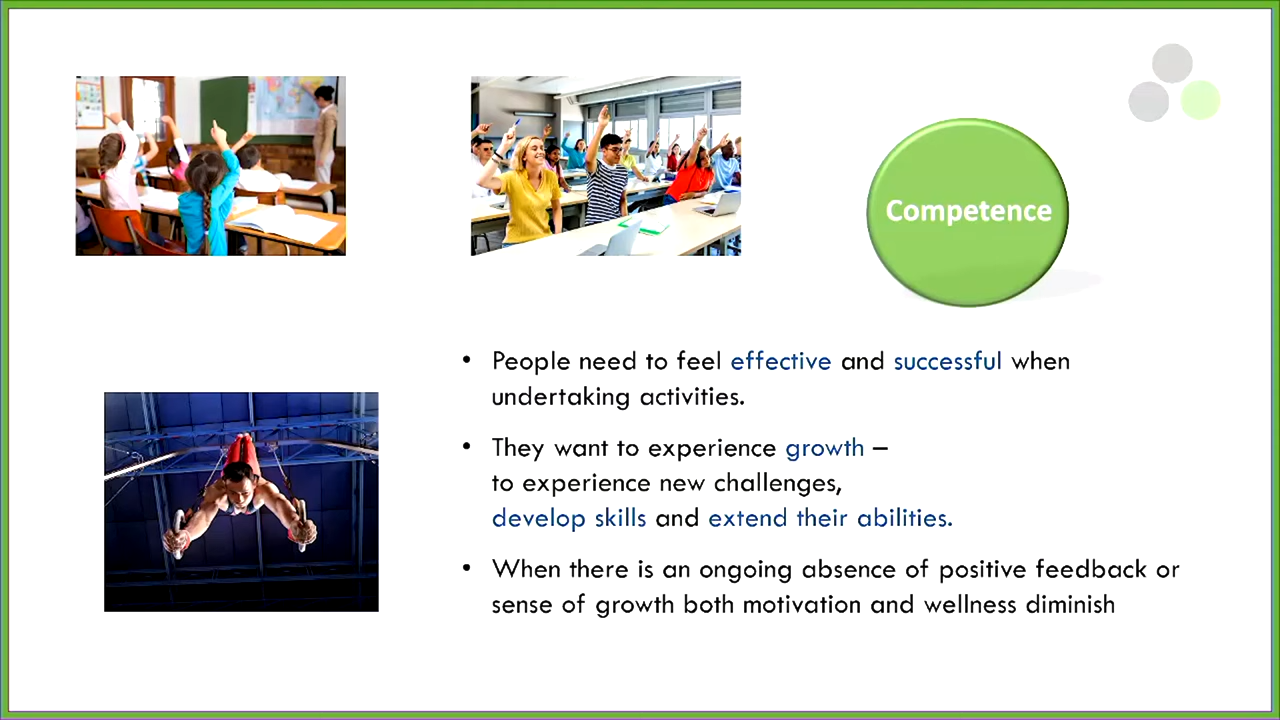 Competence
• People need to feel effective and successful when
undertaking activities.
• They want to experience growth –
to experience new challenges,
develop skills and extend their abilities.
• When there is an ongoing absence of positive feedback or
sense of growth both motivation and wellness diminish